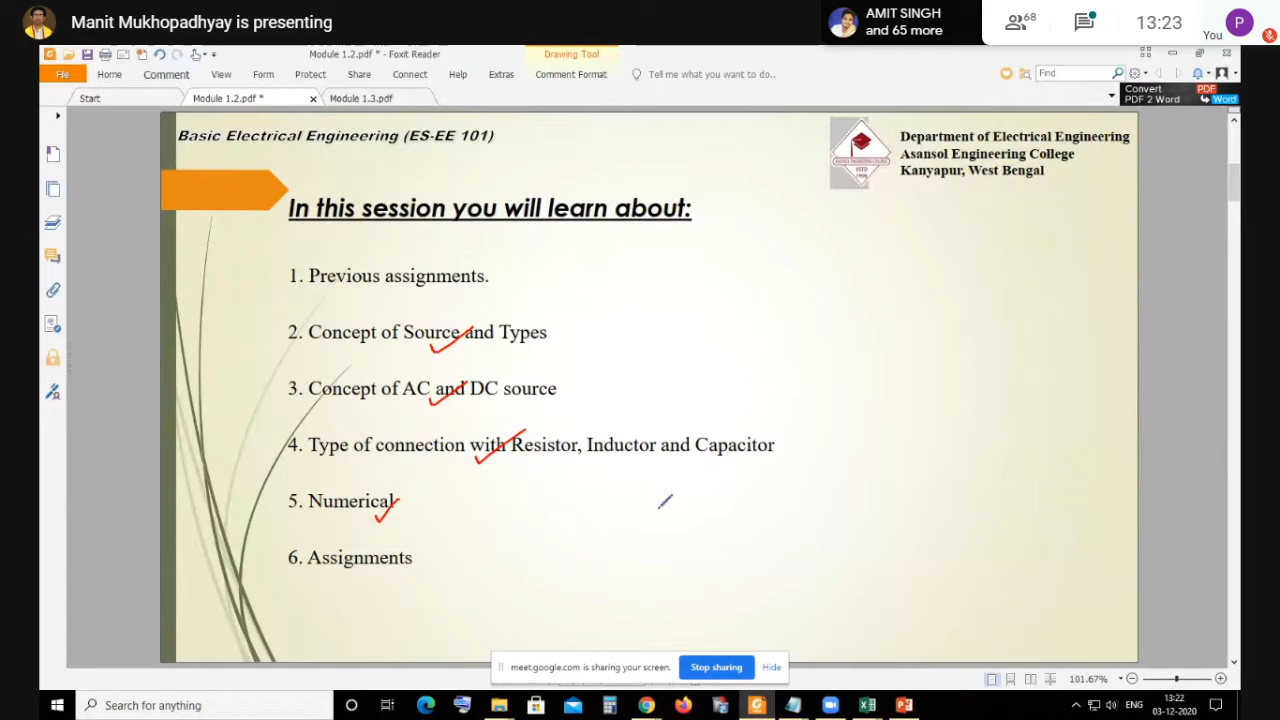 Manit Mukhopadhyay is presenting
AMIT SINGH
and 65 more
68
13:23
You
P
Module 1.2.pdf * - Foxit Reader
Drawing Tool
File
Home
Comment
View
Form
Protect
Share
Connect
Help
Extras
Comment Format
Tell me what you want to do..
Find
Start
Module 1.2.pdf *
Module 1.3.pdf
Convert
PDF 2 Word
PDF
Word
Basic Electrical Engineering (ES-EE 101)
Department of Electrical Engineering
Asansol Engineering College
Kanyapur, West Bengal
In this session you will learn about:
1. Previous assignments.
2. Concept of Source and Types
3. Concept of AC and DC source
4. Type of connection with Resistor, Inductor and Capacitor
5. Numerical
6. Assignments
meet.google.com is sharing your screen.
Stop sharing
Hide
101.67%
Search for anything
ENG
13:22
03-12-2020